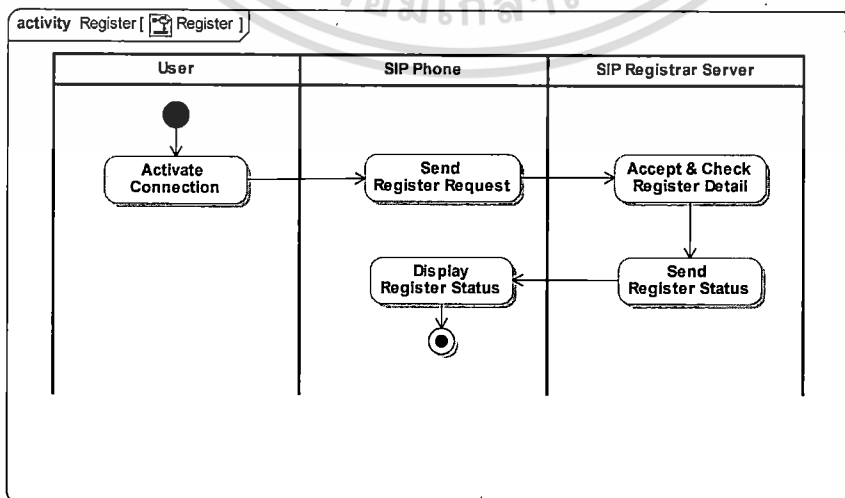 activity Register [ Register ]
User
SIP Phone
SIP Registrar Server
Activate
Connection
Send
Register Request
Accept & Check
Register Detail
Display
Register Status
Send
Register Status